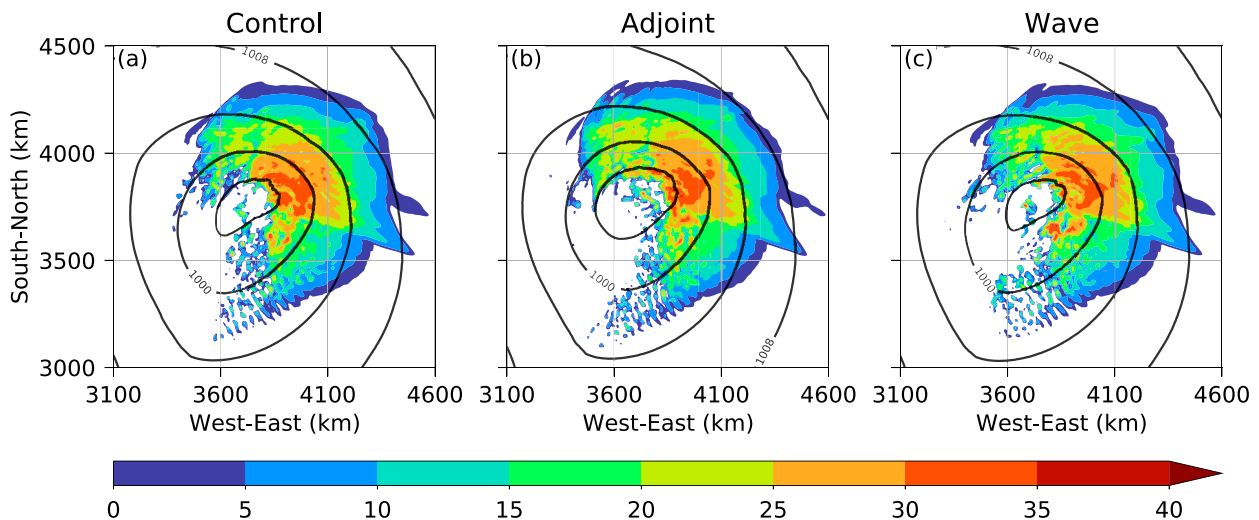 Control
Adjoint
Wave
(a)
(b)
(c)
1008
1008
1000
1000
1008
1000
4500
4000
3500
3000
South-North (km)
3100 3600 4100 4600
3100 3600 4100 4600
3100 3600 4100 4600
West-East (km)
West-East (km)
West-East (km)
0 5 10 15 20 25 30 35 40